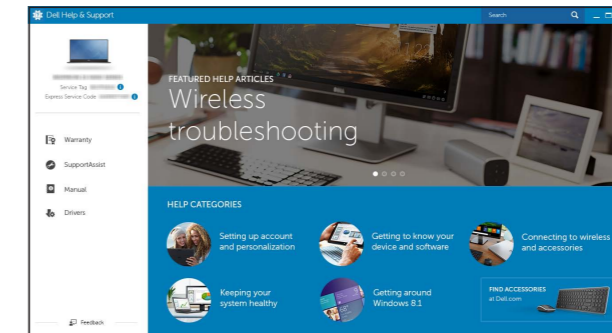 Dell Help & Support
Search
Service Tag
Express Service Code
Warranty
SupportAssist
Manual
Drivers
Feedback
FEATURED HELP ARTICLES
Wireless
troubleshooting
HELP CATEGORIES
Setting up account
and personalization
Getting to know your
device and software
Connecting to wireless
and accessories
Keeping your
system healthy
Getting around
Windows 8.1
FIND ACCESSORIES
at Dell.com